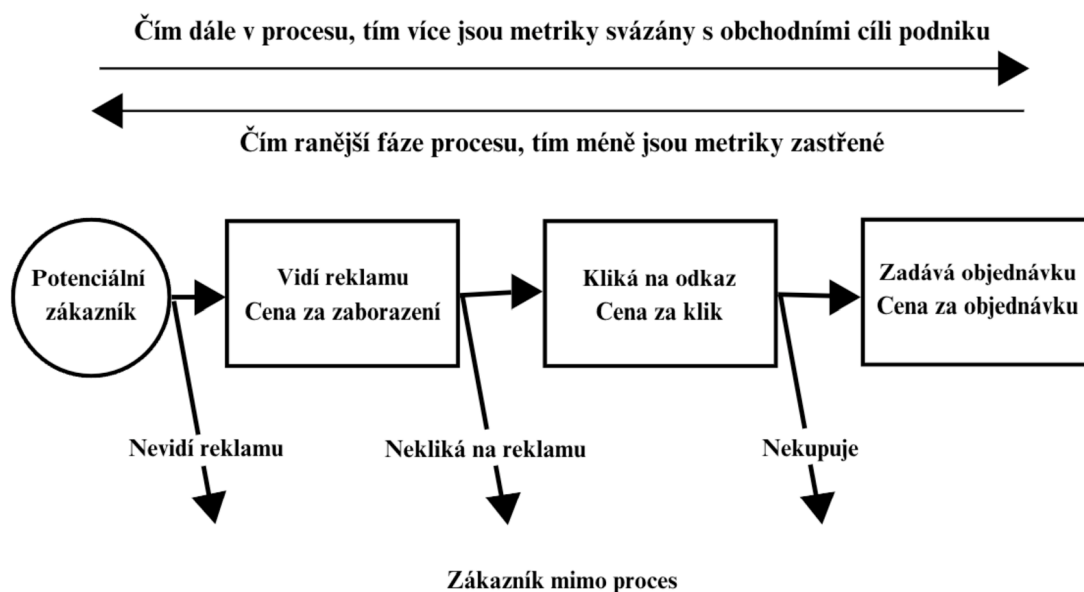 Čím dále v procesu, tím více jsou metriky svázány s obchodními cíli podniku
Čím ranější fáze procesu, tím méně jsou metriky zastřené
Potenciální
zákazník
Vidí reklamu
Cena za zaborazení
Kliká na odkaz
Cena za klik
Zadává objednávku
Cena za objednávku
Nevidí reklamu
Nekliká na reklamu
Nekupuje
Zákazník mimo proces